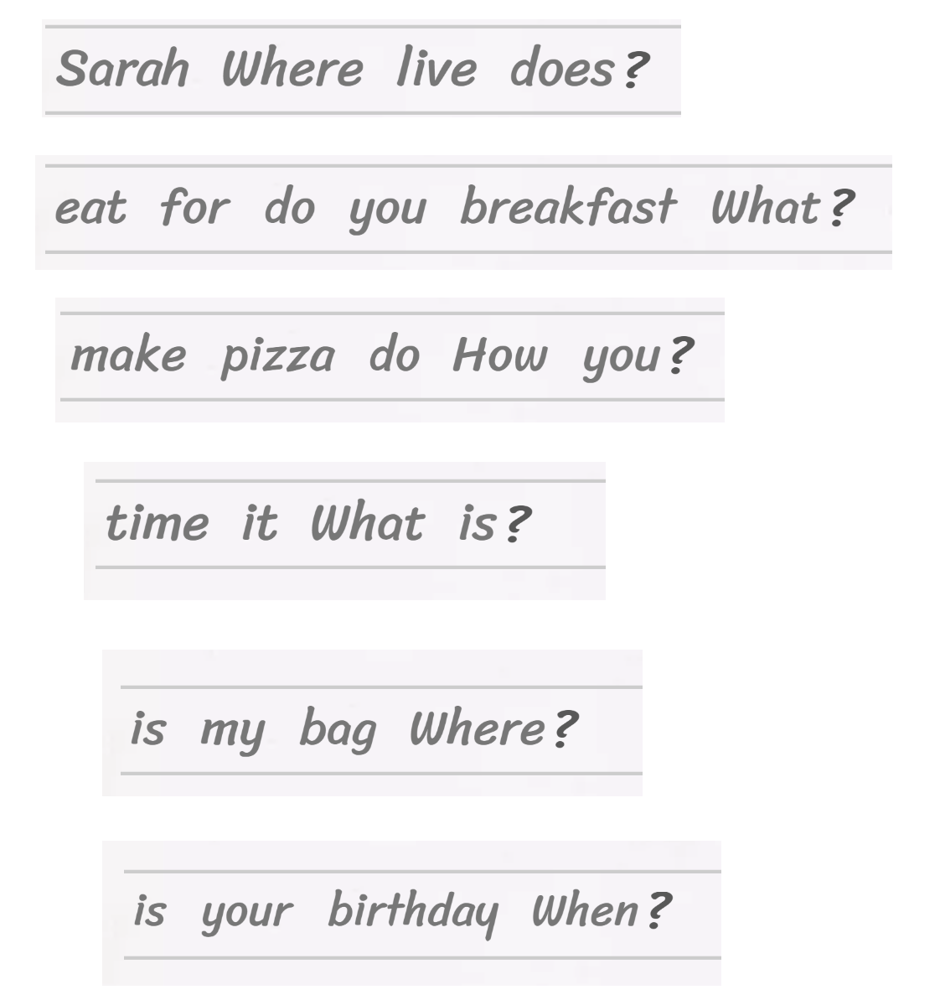 Sarah Where live does?
eat for do you breakfast What?
make pizza do How you?
time it What is?
is my bag Where?
is your birthday When?